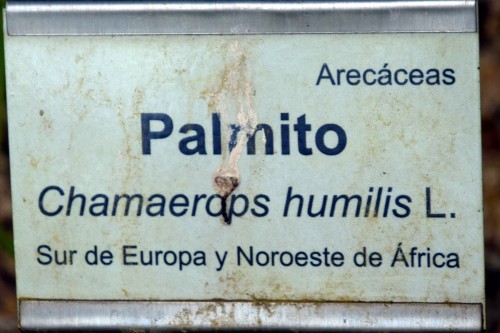 Arecáceas
Palmito
Chamaerops humilis L.
Sur de Europa y Noroeste de África